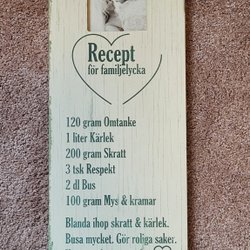 Recept
för familjelycka
120 gram Omtanke
1 liter Kärlek
200 gram Skratt
3 tsk Respekt
2 dl Bus
100 gram Mys & kramar
Blanda ihop skratt & kärlek.
Busa mycket. Gör roliga saker.